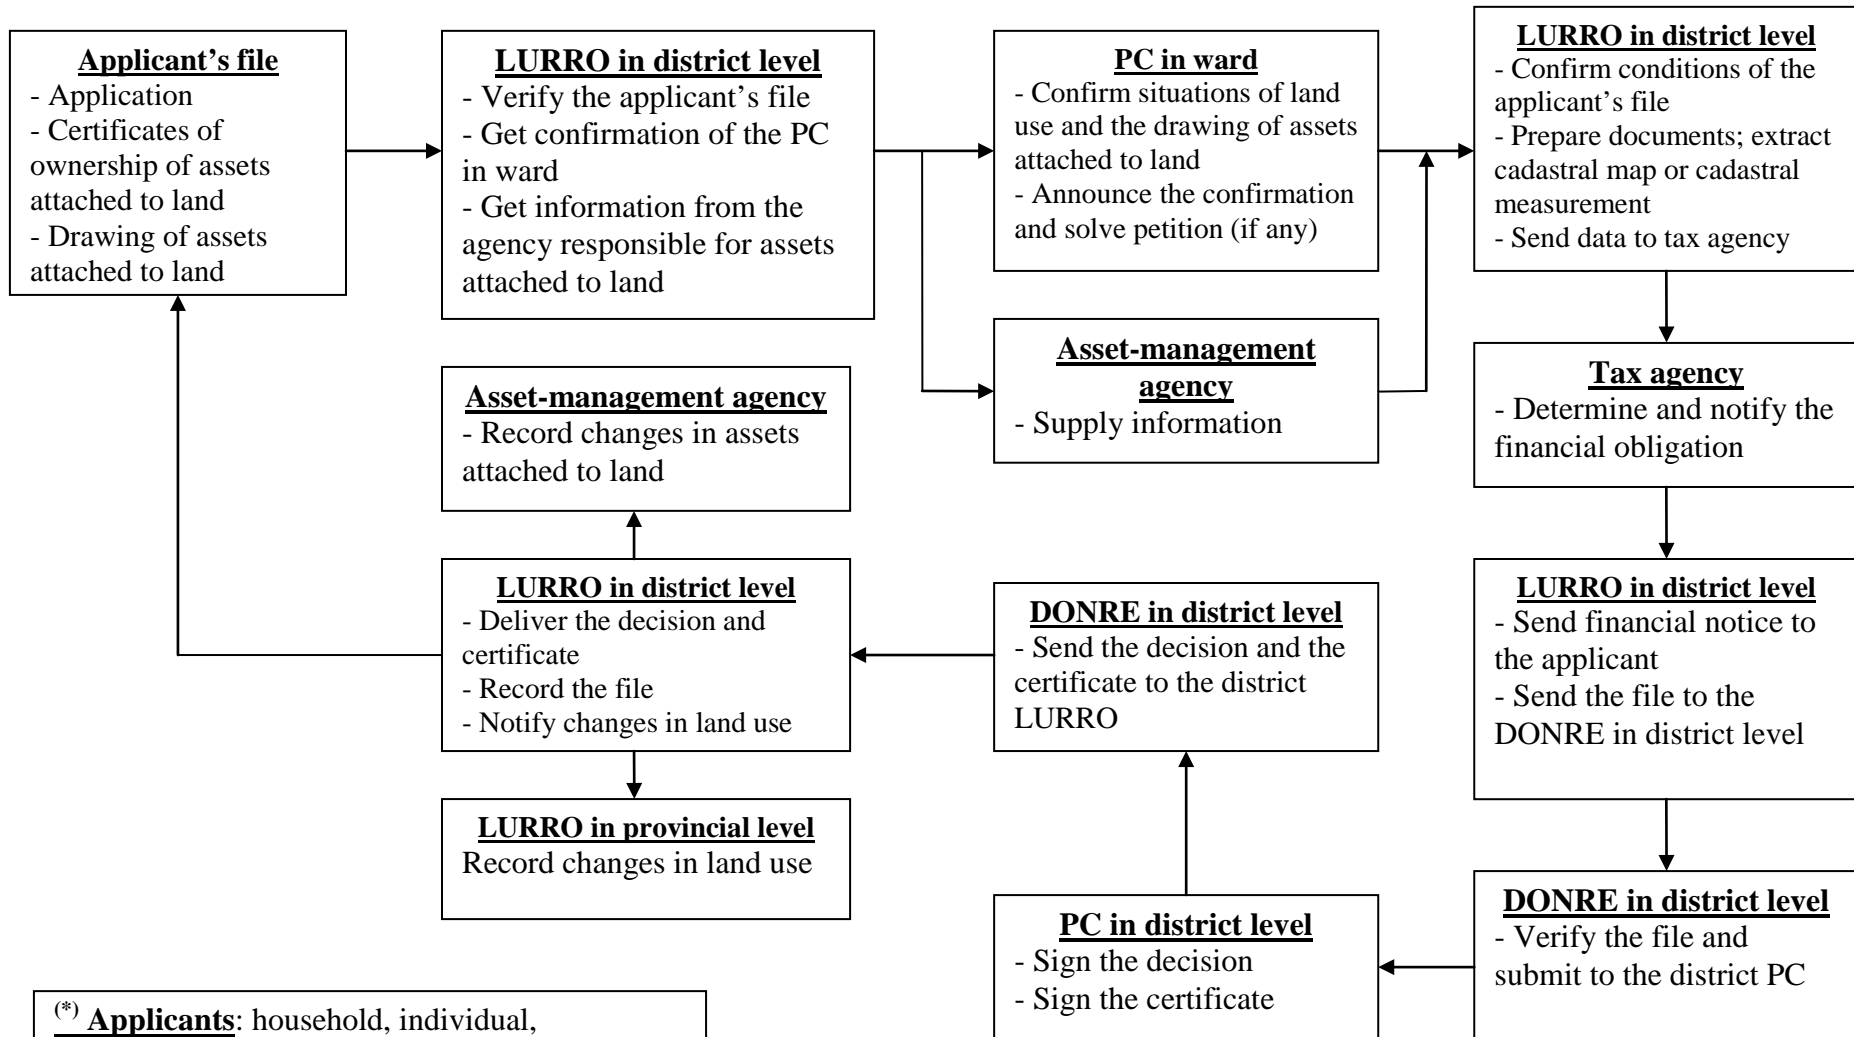 Applicant's file
- Application
- Certificates of
ownership of assets
attached to land
- Drawing of assets
attached to land
LURRO in district level
- Verify the applicant's file
- Get confirmation of the PC
in ward
- Get information from the
agency responsible for assets
attached to land
PC in ward
- Confirm situations of land
use and the drawing of assets
attached to land
- Announce the confirmation
and solve petition (if any)
LURRO in district level
- Confirm conditions of the
applicant's file
- Prepare documents; extract
cadastral map or cadastral
measurement
- Send data to tax agency
Asset-management
agency
- Supply information
Tax agency
- Determine and notify the
financial obligation
Asset-management agency
- Record changes in assets
attached to land
LURRO in district level
- Deliver the decision and
certificate
- Record the file
- Notify changes in land use
DONRE in district level
- Send the decision and the
certificate to the district
LURRO
LURRO in district level
- Send financial notice to
the applicant
- Send the file to the
DONRE in district level
LURRO in provincial level
Record changes in land use
PC in district level
- Sign the decision
- Sign the certificate
DONRE in district level
- Verify the file and
submit to the district PC
(*) Applicants: household, individual,